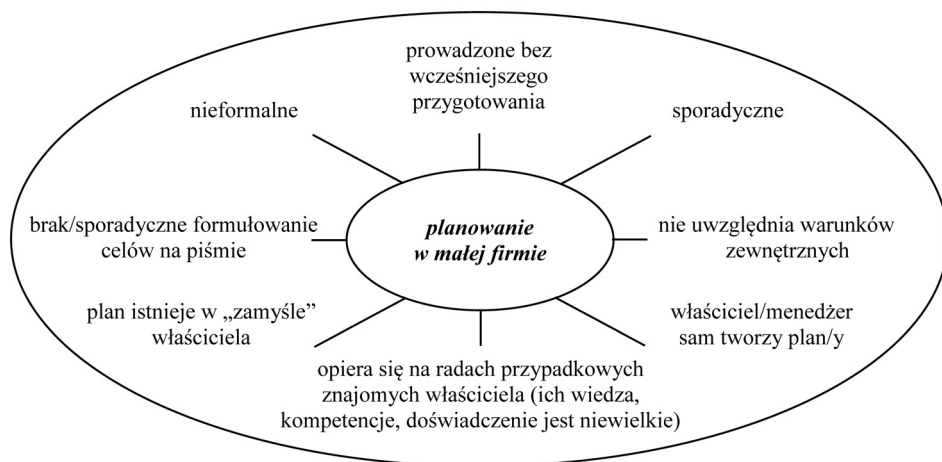 prowadzone bez
wcześniejszego
przygotowania
nieformalne
sporadyczne
brak/sporadyczne formułowanie
celów na piśmie
planowanie
w małej firmie
nie uwzględnia warunków
zewnętrznych
plan istnieje w „zamyśle”
właściciela
właściciel/menedżer
sam tworzy plan/y
opiera się na radach przypadkowych
znajomych właściciela (ich wiedza,
kompetencje, doświadczenie jest niewielkie)